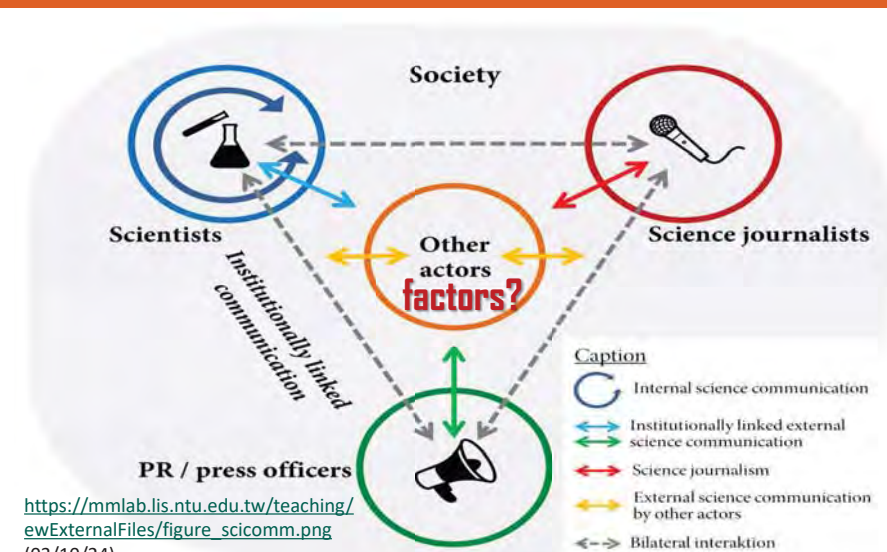 Society
Scientists
Science journalists
Other
actors
factors?
Institutionally linked
communication
PR / press officers
https://mmlab.lis.ntu.edu.tw/teaching/
ewExternalFiles/figure_scicomm.png
Caption
Internal science communication
Institutionally linked external
science communication
Science journalism
External science communication
by other actors
Bilateral interaktion